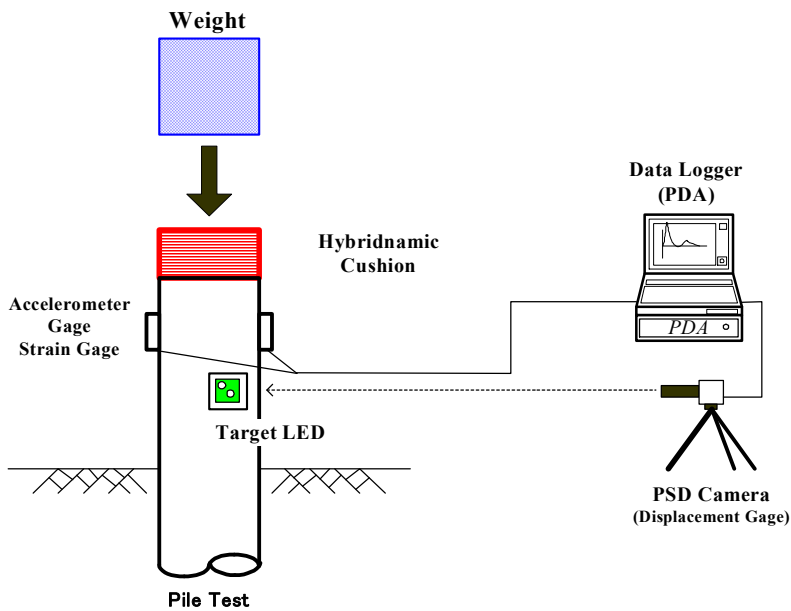 Weight
Data Logger
(PDA)
Hybridnamic
Cushion
Accelerometer
Gage
Strain Gage
PDA
Target LED
PSD Camera
(Displacement Gage)
Pile Test